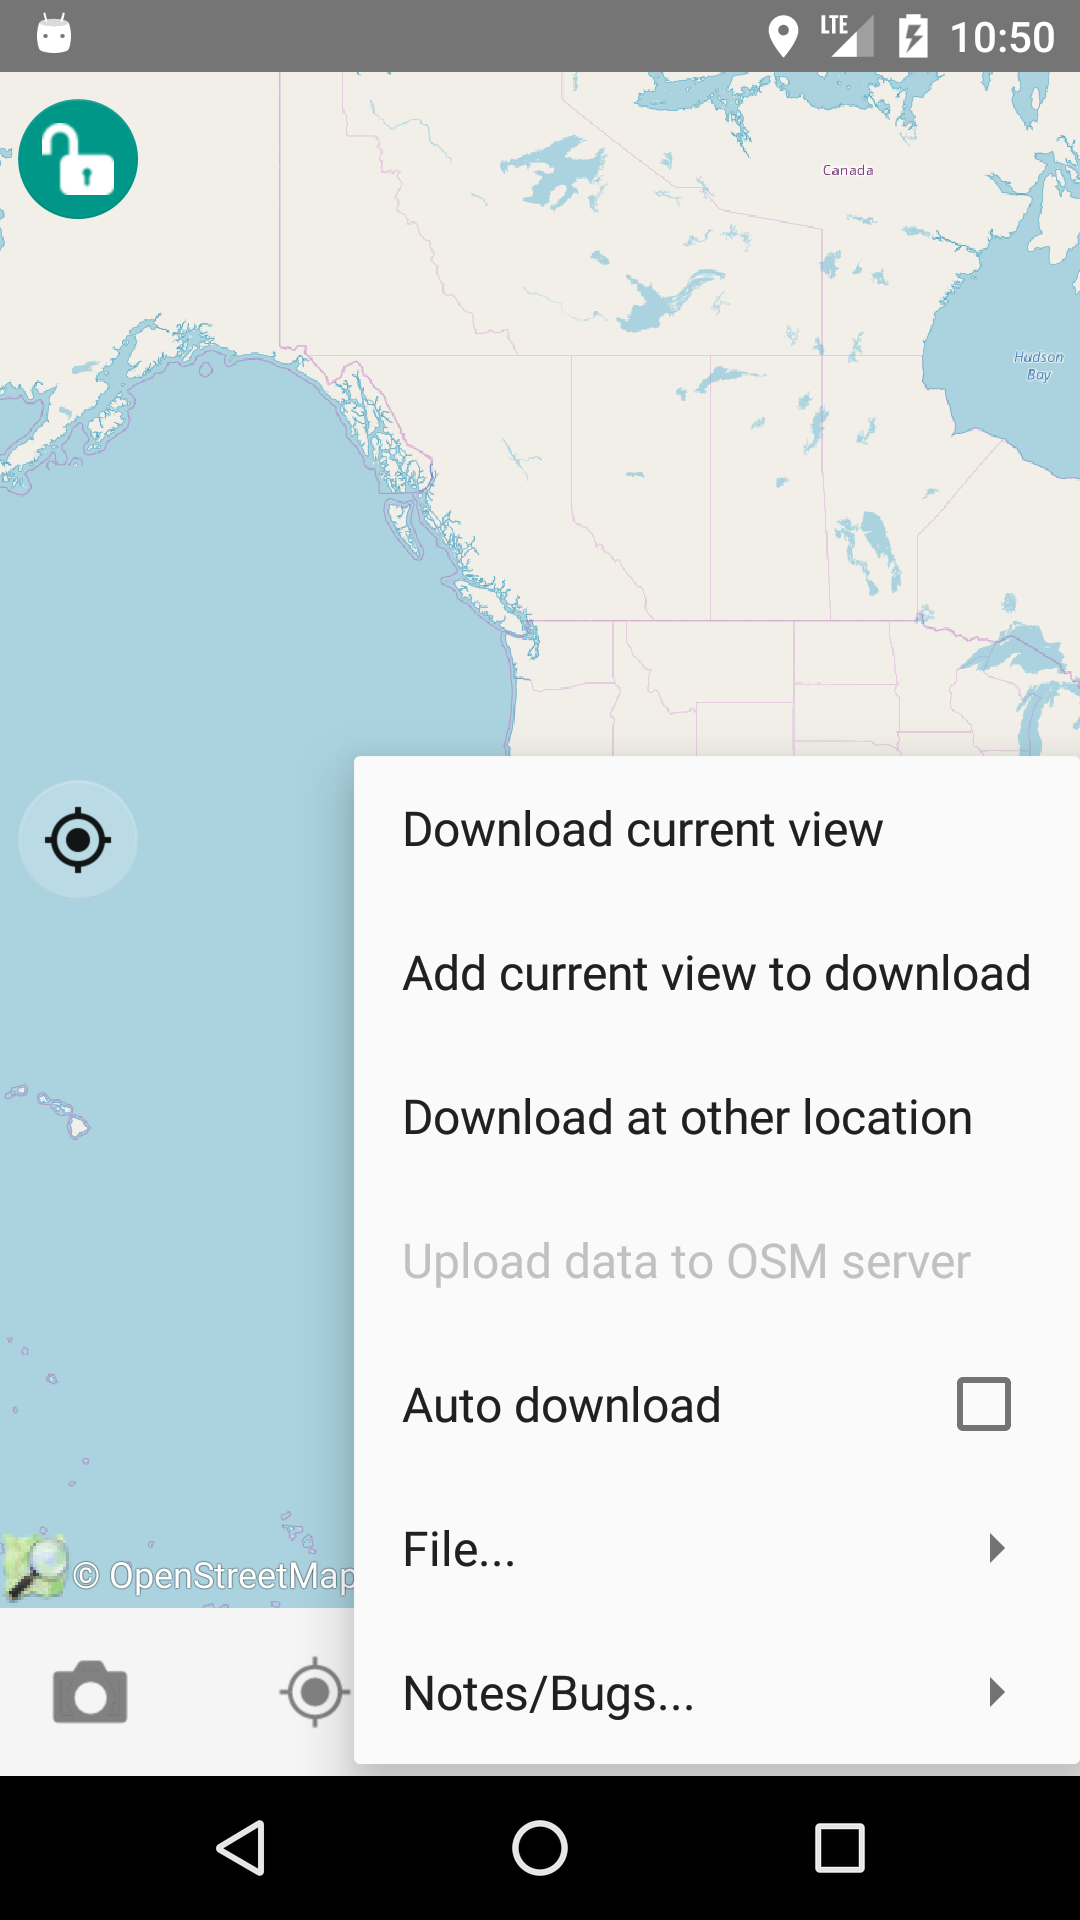 LTE 10:50
Canada
Hudson
Bay
Download current view
Add current view to download
Download at other location
Upload data to OSM server
Auto download
File...
© OpenStreetMap
Notes/Bugs...